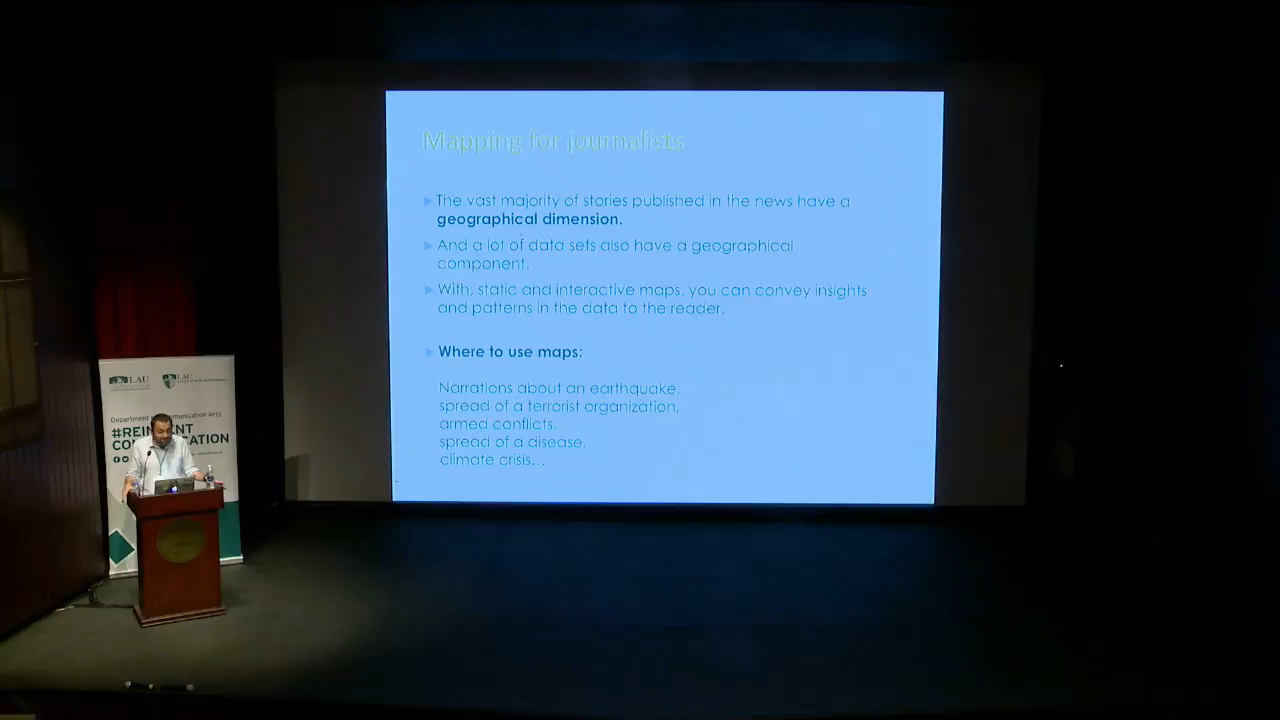 Mapping for journalists
The vast majority of stories published in the news have a
geographical dimension.
And a lot of data sets also have a geographical
component.
With, static and interactive maps, you can convey insights
and patterns in the data to the reader.
Where to use maps:
Narrations about an earthquake,
spread of a terrorist organization,
armed conflicts,
spread of a disease,
climate crisis...
LAU
LAU
Department
Communication Arts